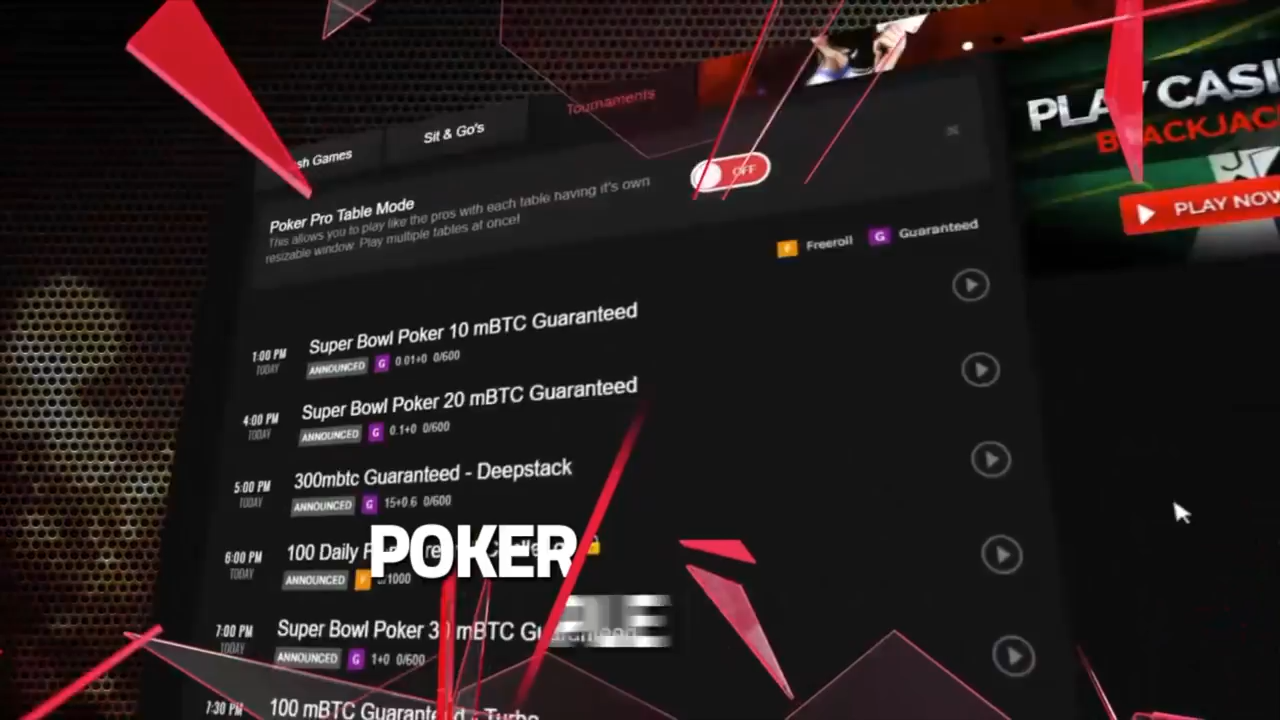 Tournaments
Sit & Go's
sh Games
PLAY CASI
BLACKJAC
Poker Pro Table Mode
OFF
This allows you to play like the pros with each table having it's own
resizable window. Play multiple tables at once!
PLAY NOW
F Freeroll G Guaranteed
1:00 PM Super Bowl Poker 10 mBTC Guaranteed
TODAY ANNOUNCED G 0.01+0 0/600
4:00 PM Super Bowl Poker 20 mBTC Guaranteed
TODAY ANNOUNCED G 0.1+0 0/600
5:00 PM 300mbtc Guaranteed - Deepstack
TODAY ANNOUNCED G 15+0.6 0/600
6:00 PM 100 Daily
TODAY ANNOUNCED F /1000
POKER
7:00 PM Super Bowl Poker 30 mBTC Guaranteed
TODAY ANNOUNCED G 1+0 0/600
7:30 PM 100 mBTC Guaranteed - Turbo